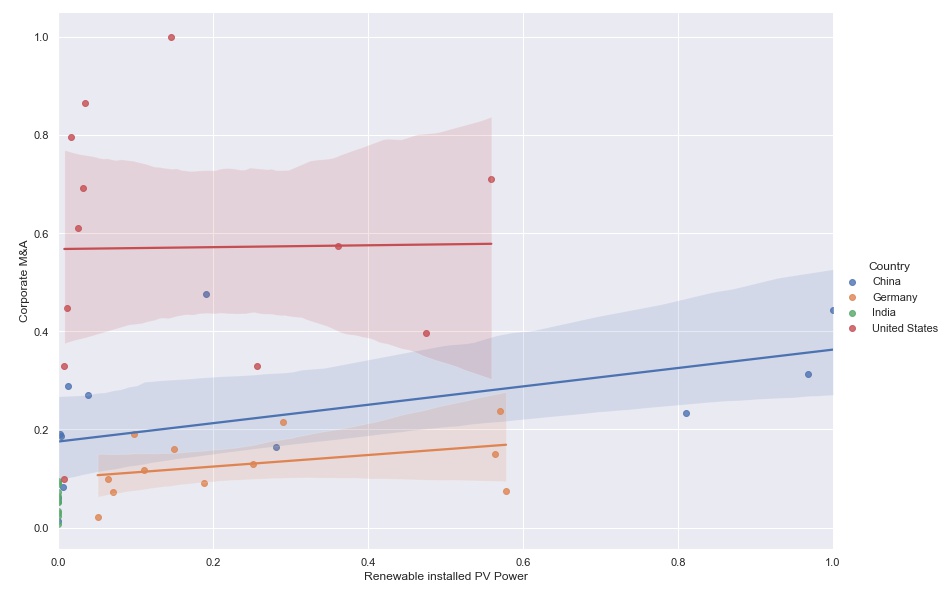 1.0
0.8
0.6
0.4
0.2
0.0
Corporate M&A
0.0 0.2 0.4 0.6 0.8 1.0
Renewable installed PV Power
Country
China
Germany
India
United States